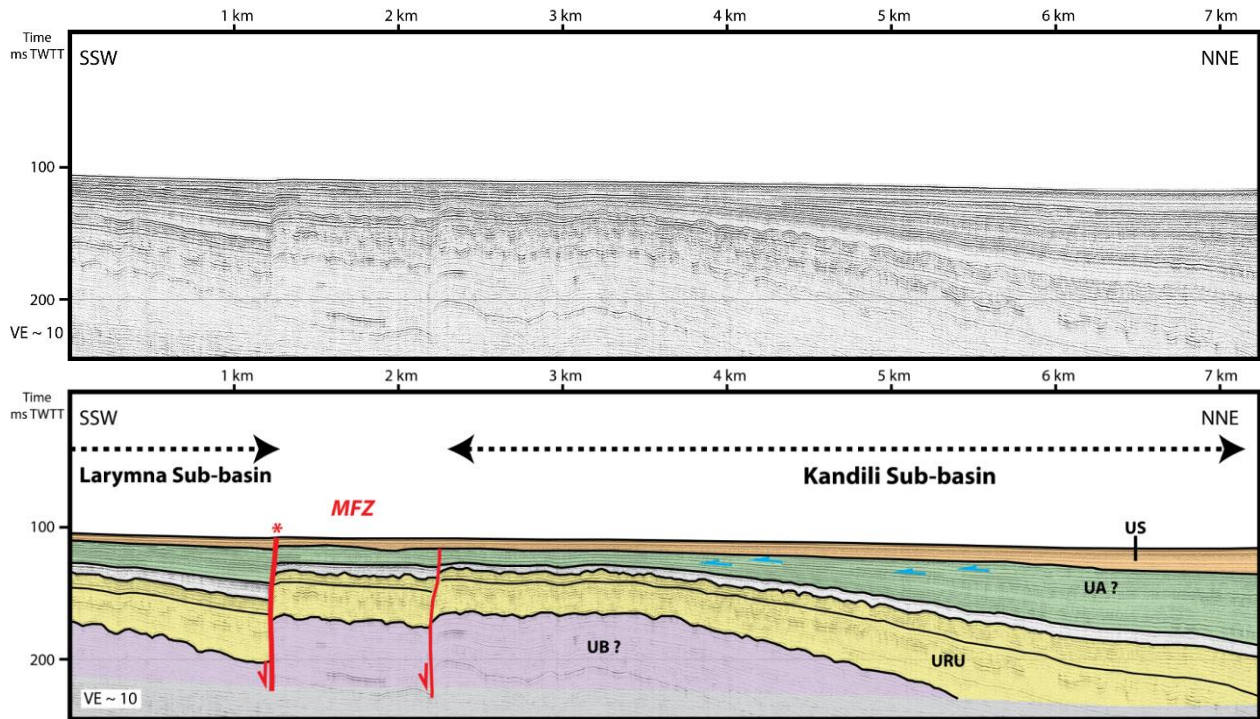 1 km 2 km 3 km 4 km 5 km 6 km 7 km
Time
ms TWTT
SSW NNE
100
200
VE ~ 10
1 km 2 km 3 km 4 km 5 km 6 km 7 km
Time
ms TWTT
SSW NNE
Larymna Sub-basin Kandili Sub-basin
MFZ
100 * US
UA ?
UB ? URU
200
VE ~ 10